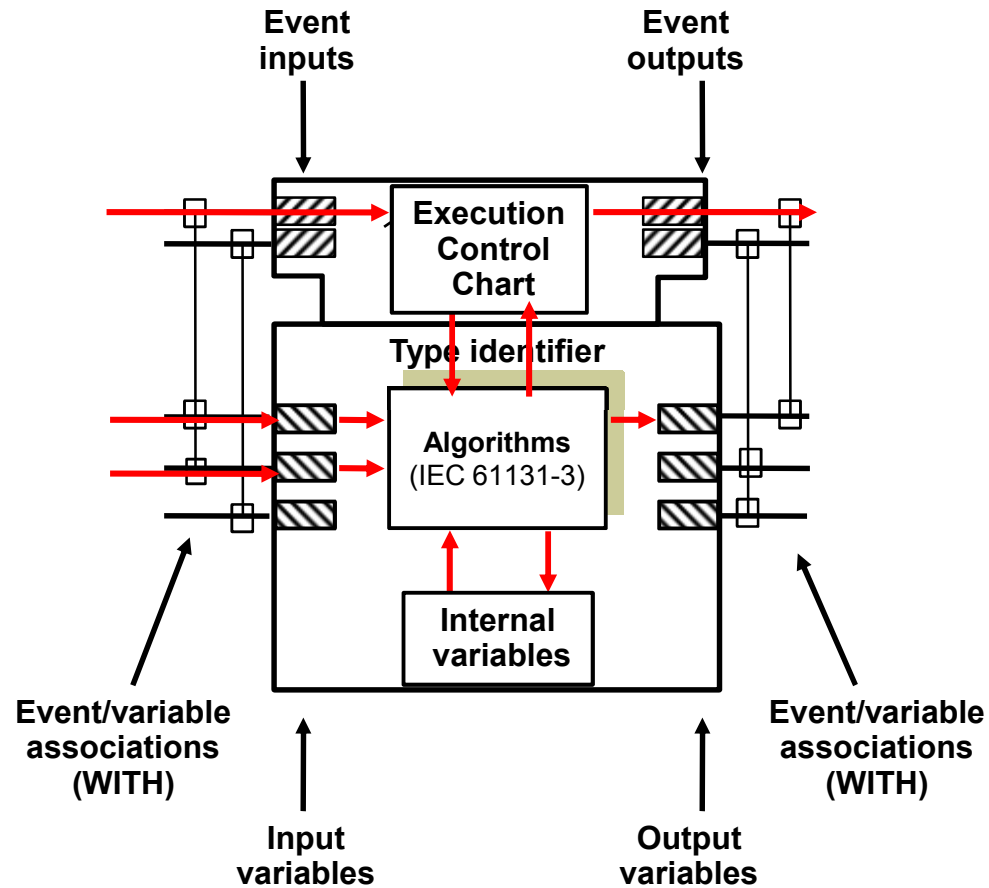 Event
inputs
Event
outputs
Execution
Control
Chart
Type identifier
Algorithms
(IEC 61131-3)
Internal
variables
Event/variable
associations
(WITH)
Event/variable
associations
(WITH)
Input
variables
Output
variables